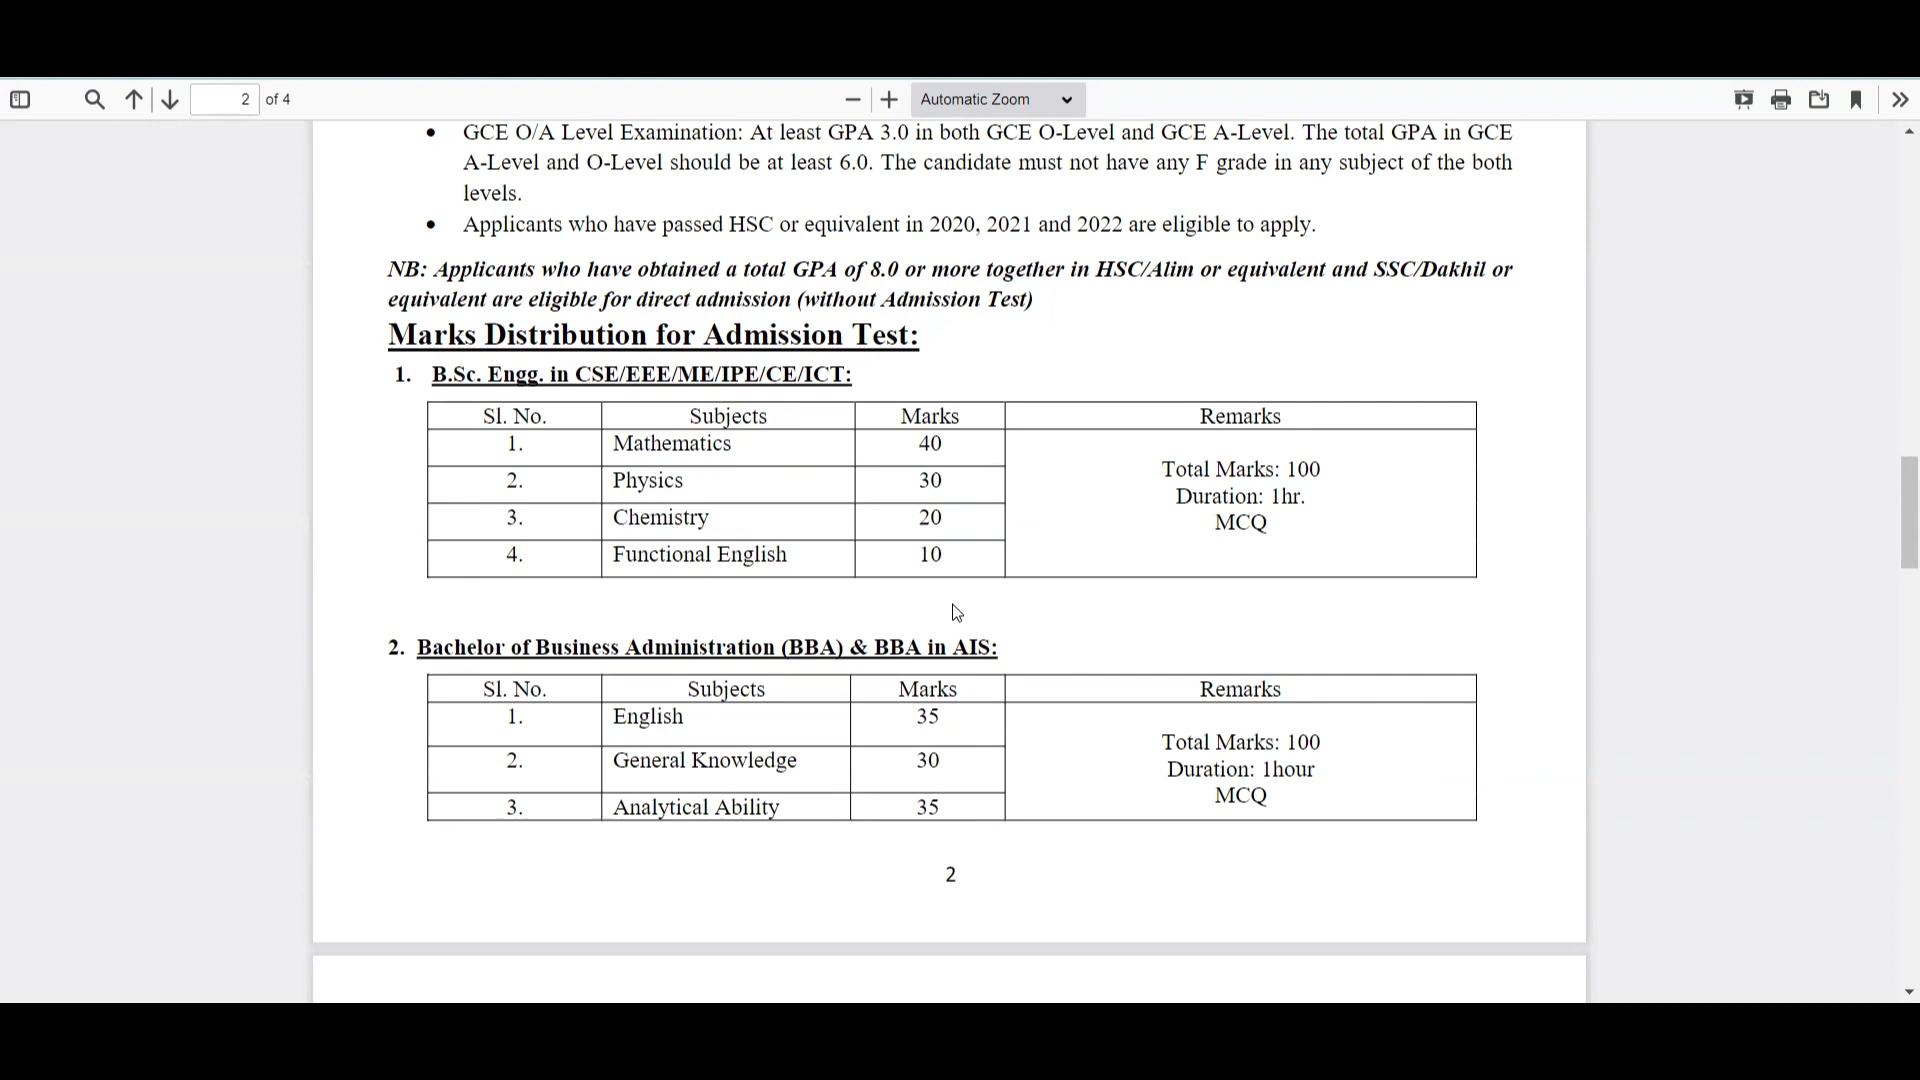 2 of 4 Automatic Zoom
• GCE O/A Level Examination: At least GPA 3.0 in both GCE O-Level and GCE A-Level. The total GPA in GCE
A-Level and O-Level should be at least 6.0. The candidate must not have any F grade in any subject of the both
levels.
• Applicants who have passed HSC or equivalent in 2020, 2021 and 2022 are eligible to apply.
NB: Applicants who have obtained a total GPA of 8.0 or more together in HSC/Alim or equivalent and SSC/Dakhil or
equivalent are eligible for direct admission (without Admission Test)
Marks Distribution for Admission Test:
1. B.Sc. Engg. in CSE/EEE/ME/IPE/CE/ICT:
Sl. No. Subjects Marks Remarks
1. Mathematics 40
2. Physics 30
3. Chemistry 20
4. Functional English 10
Total Marks: 100
Duration: 1hr.
MCQ
2. Bachelor of Business Administration (BBA) & BBA in AIS:
Sl. No. Subjects Marks Remarks
1. English 35
2. General Knowledge 30
3. Analytical Ability 35
Total Marks: 100
Duration: 1hour
MCQ
2